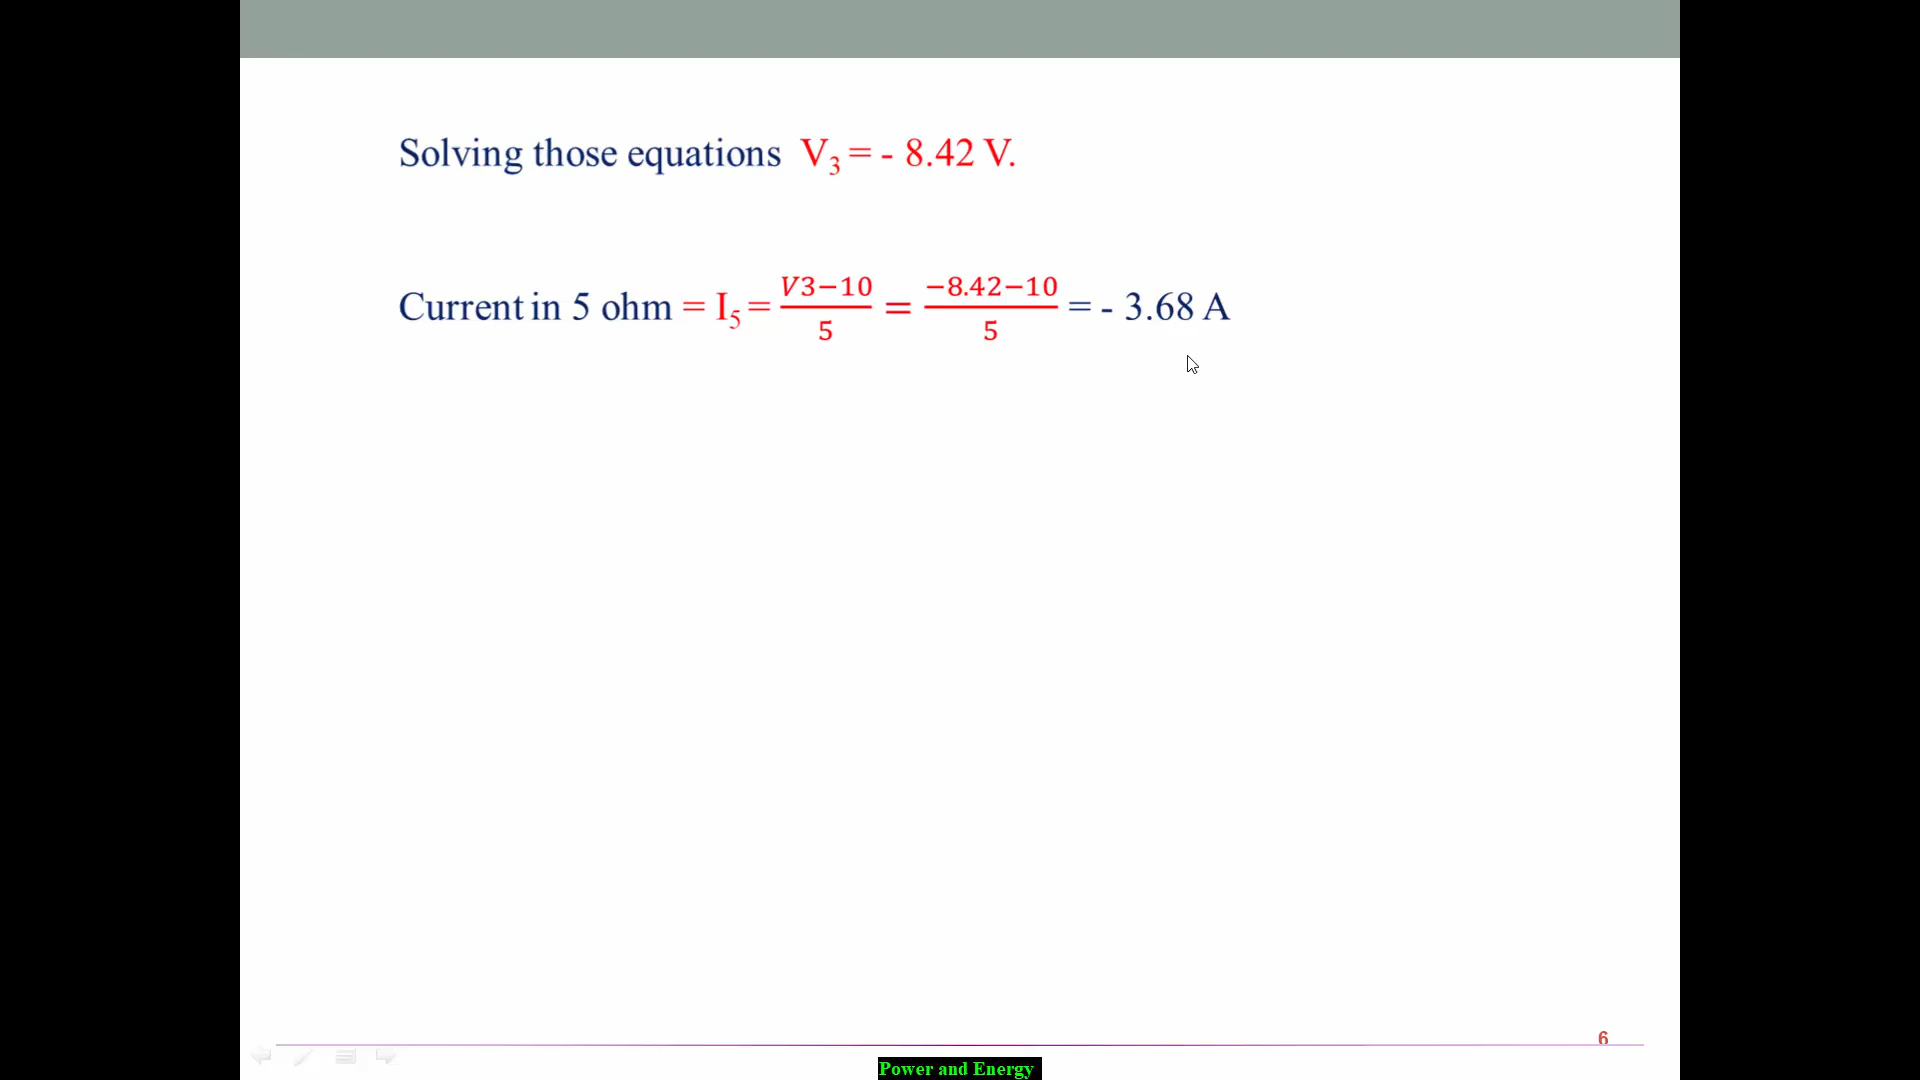 Solving those equations V₃ = - 8.42 V.
Current in 5 ohm = I₅ = (V3−10)/5 = (−8.42−10)/5 = - 3.68 A
6
Power and Energy